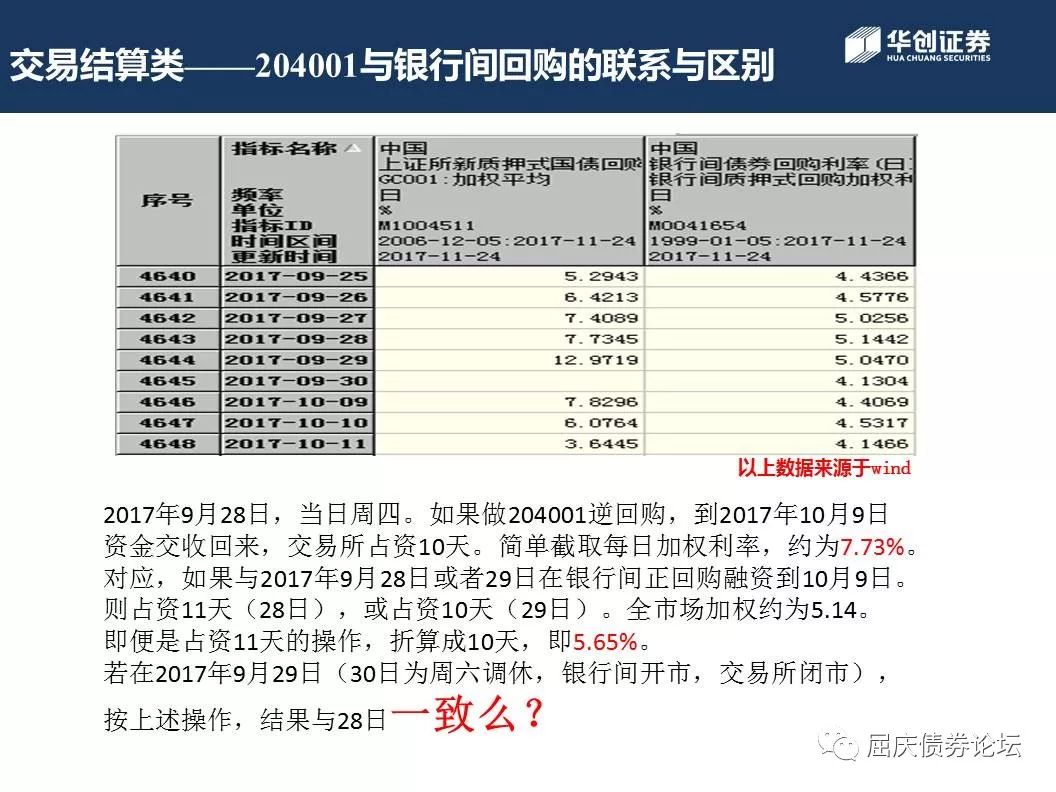 交易结算类——204001与银行间回购的联系与区别
华创证券
HUA CHUANG SECURITIES
序号 指标名称 中国 中国
上证所新质押式国债回购 银行间债券回购利率(日)
GC001:加权平均 银行间质押式回购加权利
频率 日 日
单位 % %
指标ID M1004511 M0041654
时间区间 2006-12-05:2017-11-24 1999-01-05:2017-11-24
更新时间 2017-11-24 2017-11-24
4640 2017-09-25 5.2943 4.4366
4641 2017-09-26 6.4213 4.5776
4642 2017-09-27 7.4089 5.0256
4643 2017-09-28 7.7345 5.1442
4644 2017-09-29 12.9719 5.0470
4645 2017-09-30 4.1304
4646 2017-10-09 7.8296 4.4069
4647 2017-10-10 6.0764 4.5317
4648 2017-10-11 3.6445 4.1466
以上数据来源于wind
2017年9月28日，当日周四。如果做204001逆回购，到2017年10月9日
资金交收回来，交易所占资10天。简单截取每日加权利率，约为7.73%。
对应，如果与2017年9月28日或者29日在银行间正回购融资到10月9日。
则占资11天（28日），或占资10天（29日）。全市场加权约为5.14。
即便是占资11天的操作，折算成10天，即5.65%。
若在2017年9月29日（30日为周六调休，银行间开市，交易所闭市），
按上述操作，结果与28日一致么？
屈庆债券论坛